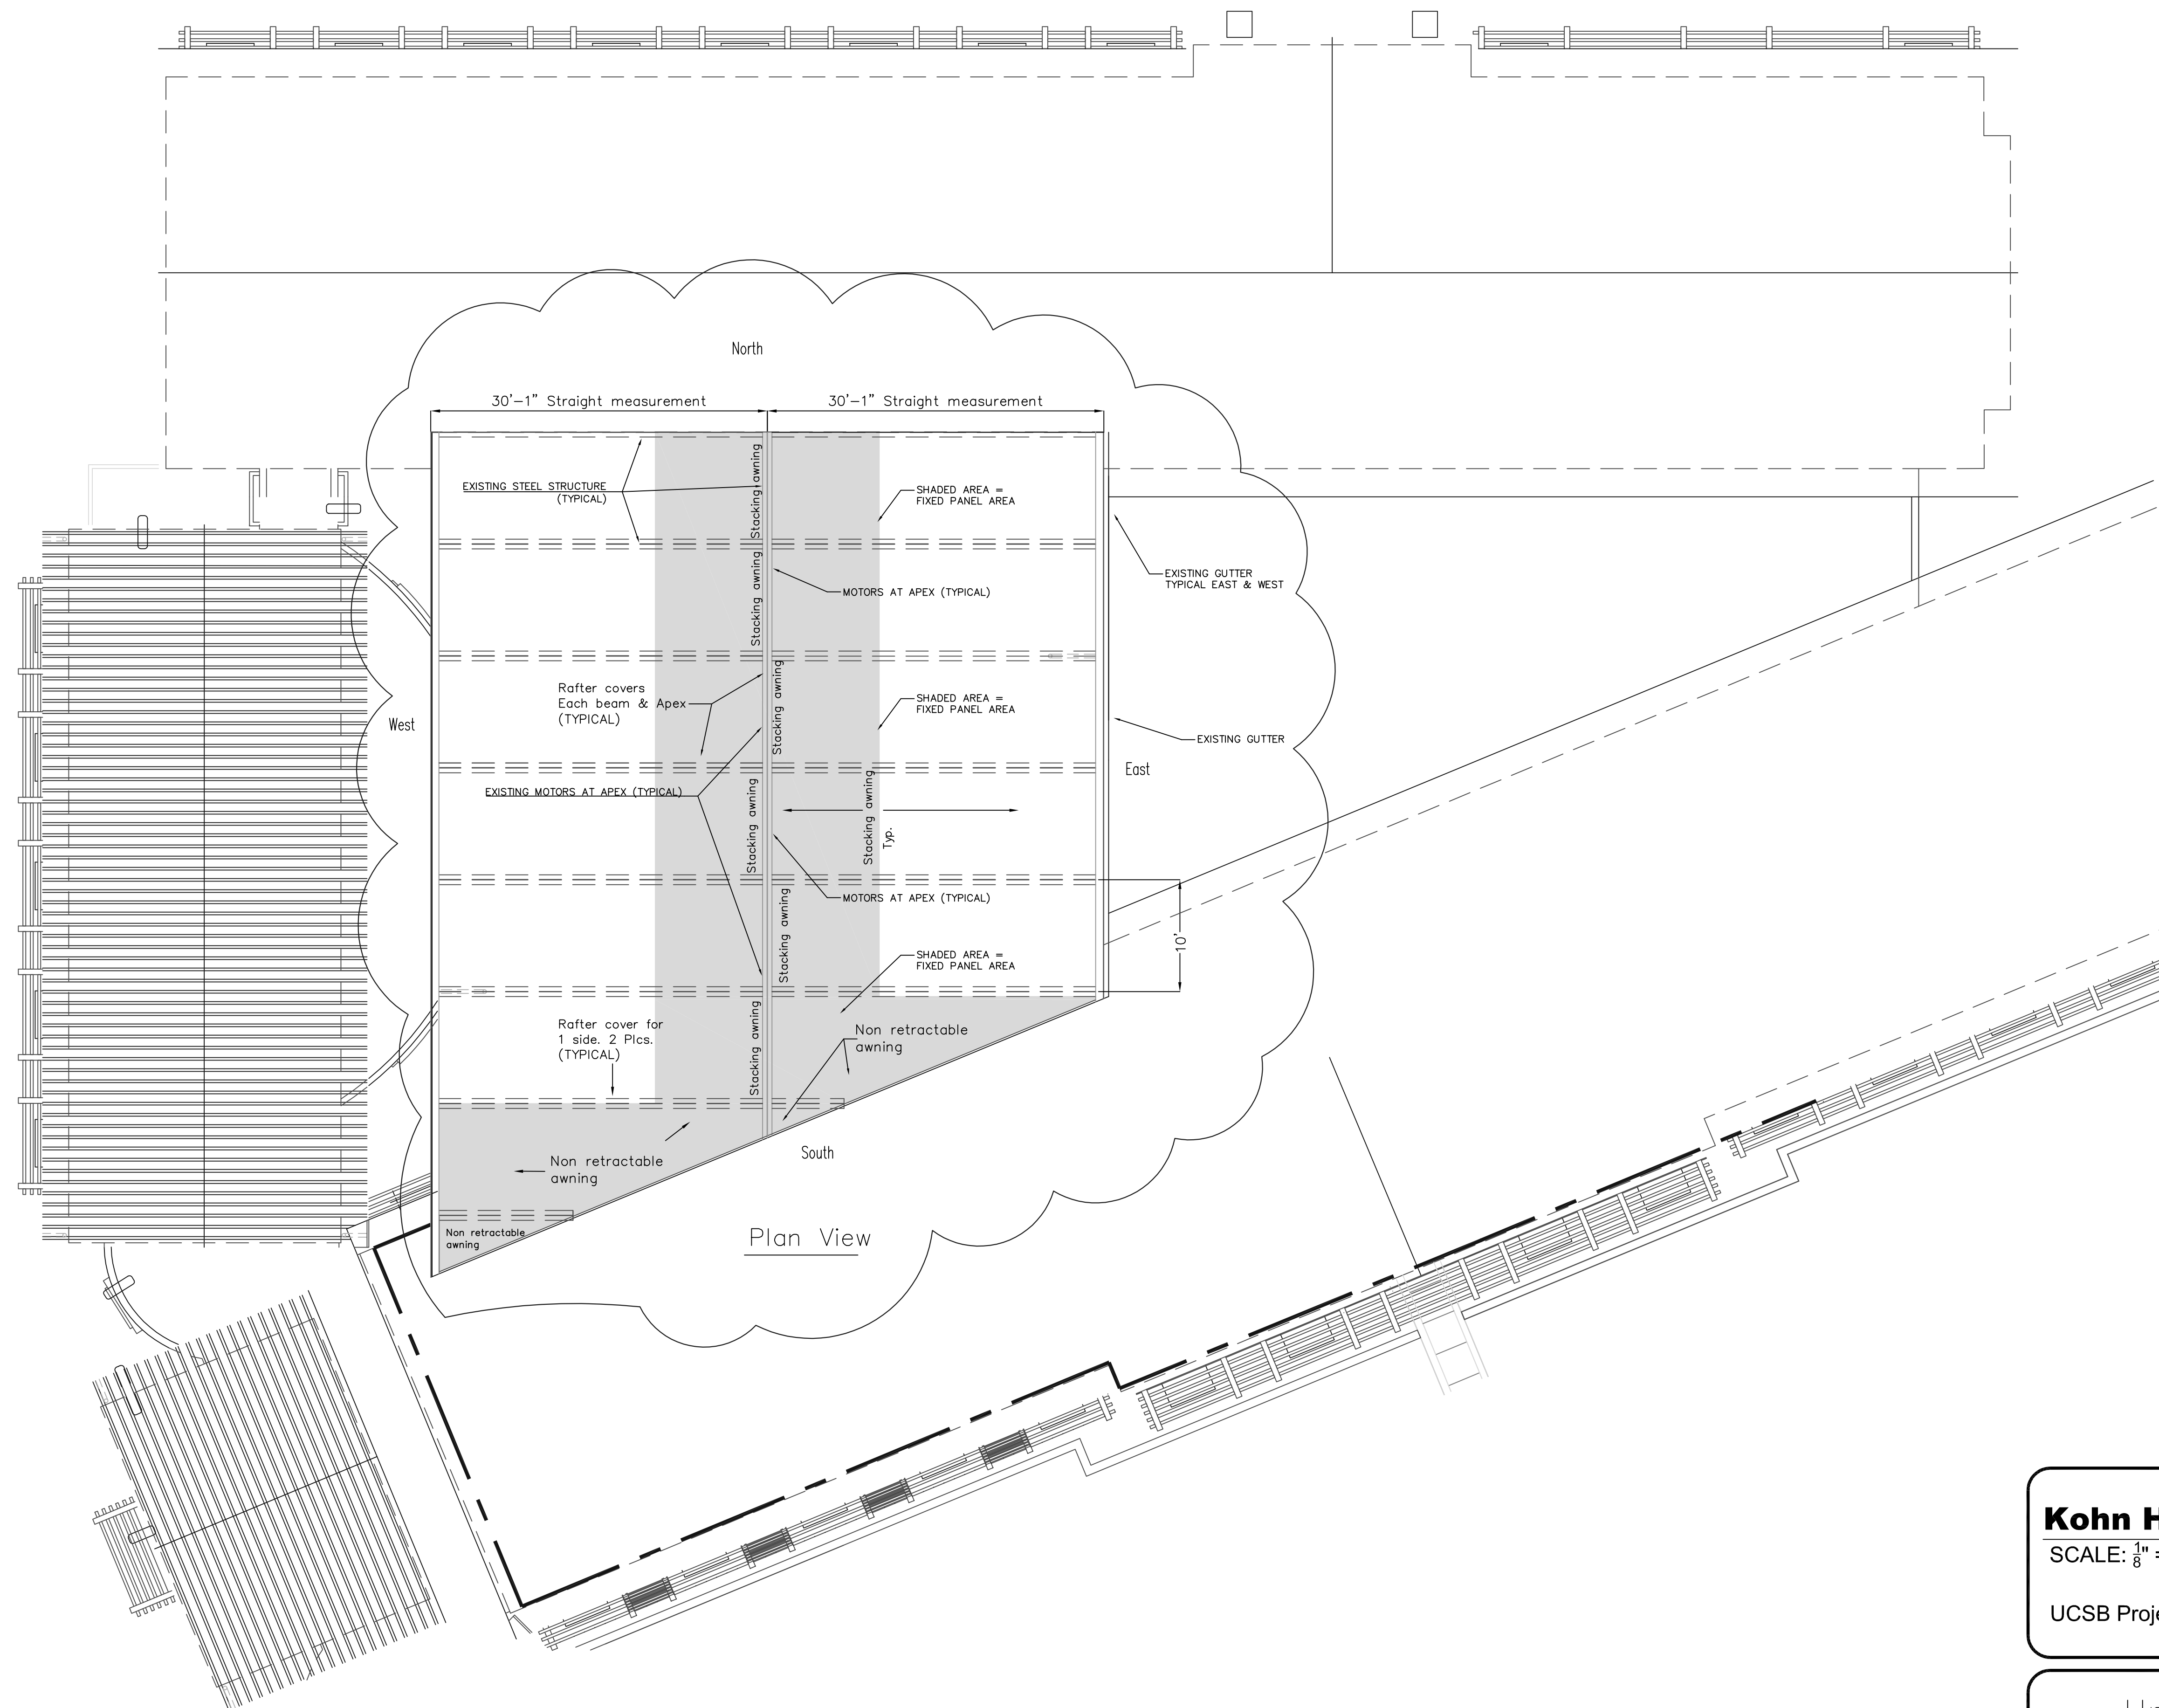 North
30'-1" Straight measurement
30'-1" Straight measurement
Stacking awning
EXISTING STEEL STRUCTURE
(TYPICAL)
SHADED AREA =
FIXED PANEL AREA
Stacking awning
EXISTING GUTTER
TYPICAL EAST & WEST
MOTORS AT APEX (TYPICAL)
Stacking awning
Rafter covers
Each beam & Apex
(TYPICAL)
SHADED AREA =
FIXED PANEL AREA
West
EXISTING GUTTER
East
EXISTING MOTORS AT APEX (TYPICAL)
Stacking awning
Stacking awning
Typ.
MOTORS AT APEX (TYPICAL)
Stacking awning
10'
SHADED AREA =
FIXED PANEL AREA
Stacking awning
Rafter cover for
1 side. 2 Plcs.
(TYPICAL)
Non retractable
awning
South
Non retractable
awning
Non retractable
awning
Plan View
Kohn H
SCALE: 1/8" =
UCSB Proje